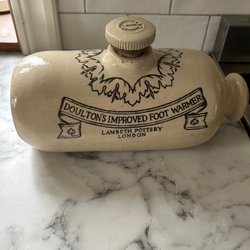 DOULTON'S IMPROVED FOOT WARMER
LAMBETH POTTERY
LONDON